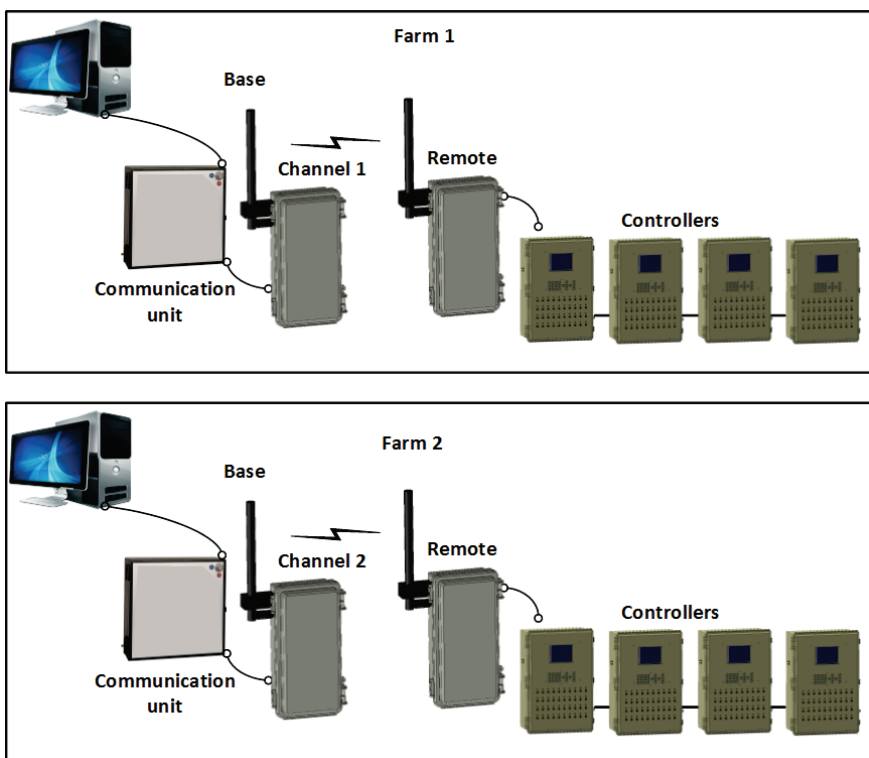 Farm 1
Base
Channel 1
Remote
Controllers
Communication
unit
Farm 2
Base
Channel 2
Remote
Controllers
Communication
unit